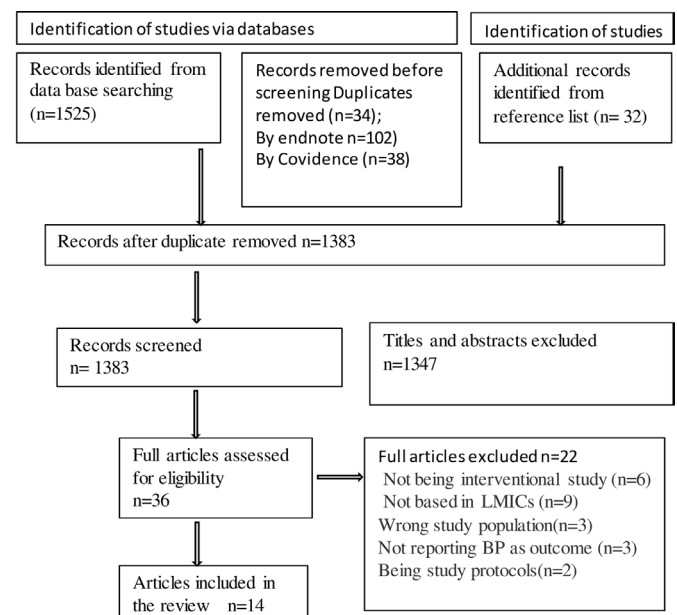 Identification of studies via databases
Identification of studies
Records identified from
data base searching
(n=1525)
Records removed before
screening Duplicates
removed (n=34);
By endnote n=102)
By Covidence (n=38)
Additional records
identified from
reference list (n= 32)
Records after duplicate removed n=1383
Records screened
n= 1383
Titles and abstracts excluded
n=1347
Full articles assessed
for eligibility
n=36
Full articles excluded n=22
Not being interventional study (n=6)
Not based in LMICs (n=9)
Wrong study population(n=3)
Not reporting BP as outcome (n=3)
Being study protocols(n=2)
Articles included in
the review n=14